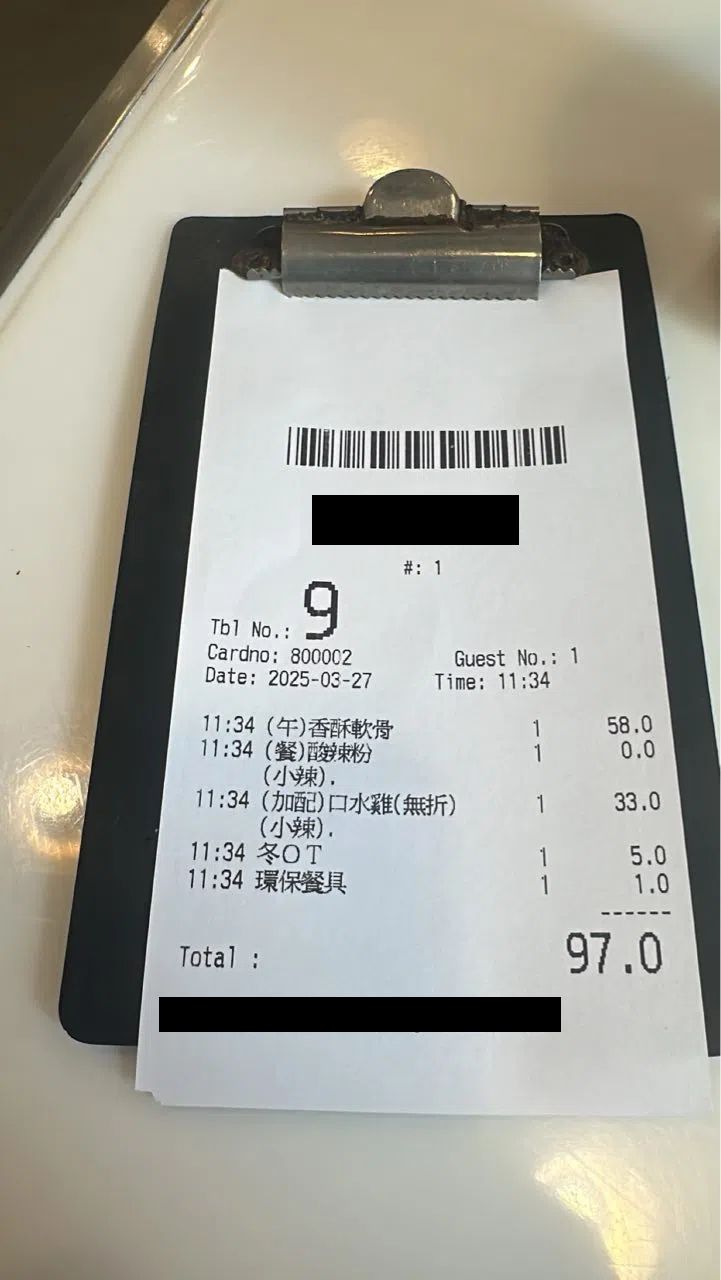 #: 1
Tbl No.: 9
Cardno: 800002 Guest No.: 1
Date: 2025-03-27 Time: 11:34
11:34 (午)香酥軟骨 1 58.0
11:34 (餐)酸辣粉 1 0.0
(小辣).
11:34 (加配)口水雞(無折) 1 33.0
(小辣).
11:34 冬OT 1 5.0
11:34 環保餐具 1 1.0
------
Total : 97.0